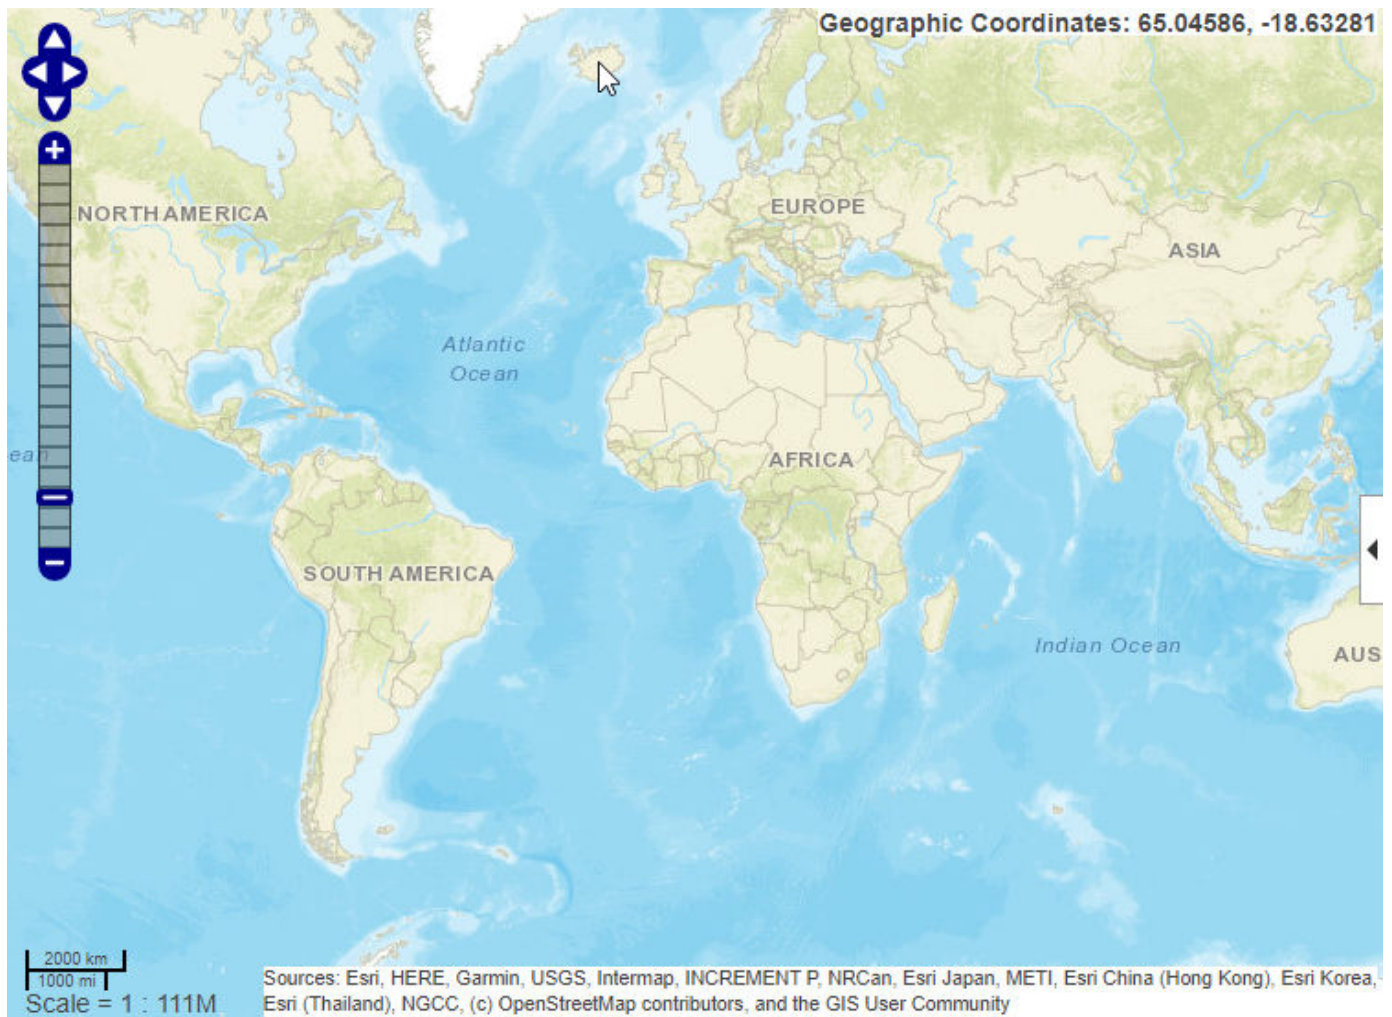 Geographic Coordinates: 65.04586, -18.63281
NORTH AMERICA
EUROPE
ASIA
Atlantic
Ocean
ean
AFRICA
SOUTH AMERICA
Indian Ocean
AUS
2000 km
1000 mi
Scale = 1 : 111M
Sources: Esri, HERE, Garmin, USGS, Intermap, INCREMENT P, NRCan, Esri Japan, METI, Esri China (Hong Kong), Esri Korea,
Esri (Thailand), NGCC, (c) OpenStreetMap contributors, and the GIS User Community